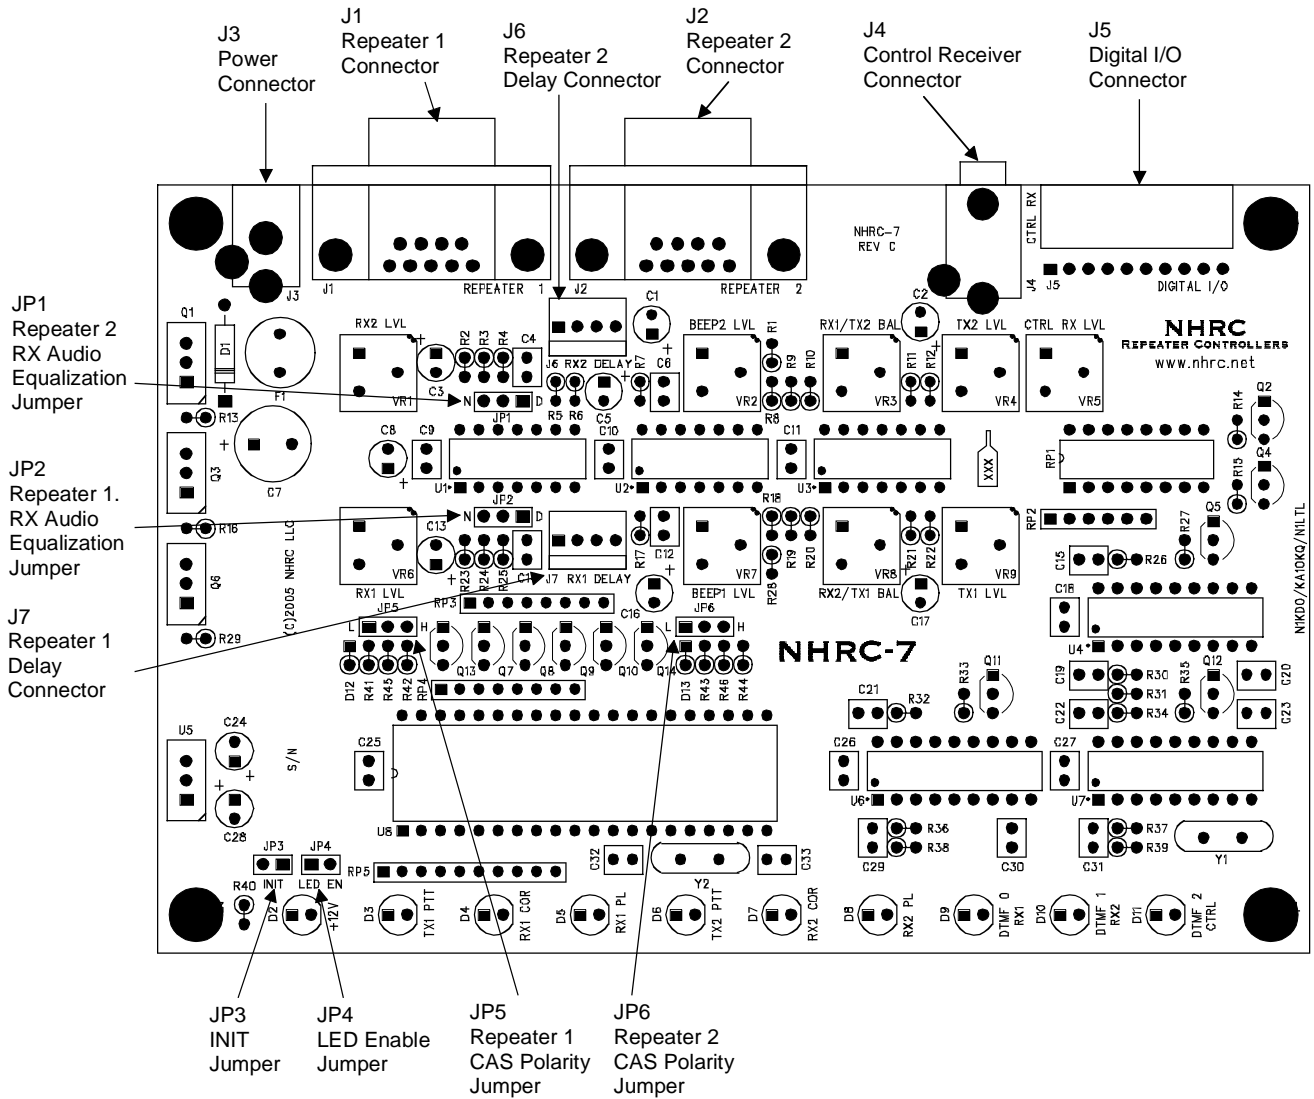 J3
Power
Connector
J1
Repeater 1
Connector
J6
Repeater 2
Delay Connector
J2
Repeater 2
Connector
J4
Control Receiver
Connector
J5
Digital I/O
Connector
JP1
Repeater 2
RX Audio
Equalization
Jumper
JP2
Repeater 1.
RX Audio
Equalization
Jumper
J7
Repeater 1
Delay
Connector
NHRC-7
REV C
CTRL RX
J3
J1
REPEATER 1
J2
REPEATER 2
J4
J5
DIGITAL I/O
NHRC
REPEATER CONTROLLERS
www.nhrc.net
Q1
D1
F1
RX2 LVL
VR1
C3
R2
R3
R4
C4
J6 RX2 DELAY
C1
R7
C6
BEEP2 LVL
VR2
R1
R8
R9
R10
RX1/TX2 BAL
VR3
C2
R11
R12
TX2 LVL
VR4
CTRL RX LVL
VR5
R14
Q2
R13
N
JP1
D
R5
R6
C5
Q3
C7
C8
C9
U1
C10
U2
C11
U3
XXX
RP1
R15
Q4
R16
N
JP2
D
R18
RP2
R27
Q5
Q6
(C)2005 NHRC LLC
VR6
RX1 LVL
C13
R23
R24
R25
J7 RX1 DELAY
R17
C12
VR7
BEEP1 LVL
R19
R20
R28
VR8
RX2/TX1 BAL
R21
R22
C17
VR9
TX1 LVL
C15
R26
C18
U4
N1KDO/KA1OKQ/N1LTL
R29
JP5
L
H
RP3
C16
JP6
L
H
NHRC-7
D12
R41
R45
R42
RP4
Q13
Q7
Q8
Q9
Q10
Q14
D13
R43
R46
R44
R33
Q11
C19
R30
R31
R35
Q12
C20
C21
R32
C22
R34
C23
U5
C24
S/N
C25
C26
C27
C28
U8
U6
U7
JP3
INIT
JP4
LED EN
RP5
C32
Y2
C33
C29
R36
R38
C30
C31
R37
R39
Y1
R40
D2
+12V
D3
TX1 PTT
D4
RX1 COR
D5
RX1 PL
D6
TX2 PTT
D7
RX2 COR
D8
RX2 PL
D9
DTMF 0
RX1
D10
DTMF 1
RX2
D11
DTMF 2
CTRL
JP3
INIT
Jumper
JP4
LED Enable
Jumper
JP5
Repeater 1
CAS Polarity
Jumper
JP6
Repeater 2
CAS Polarity
Jumper